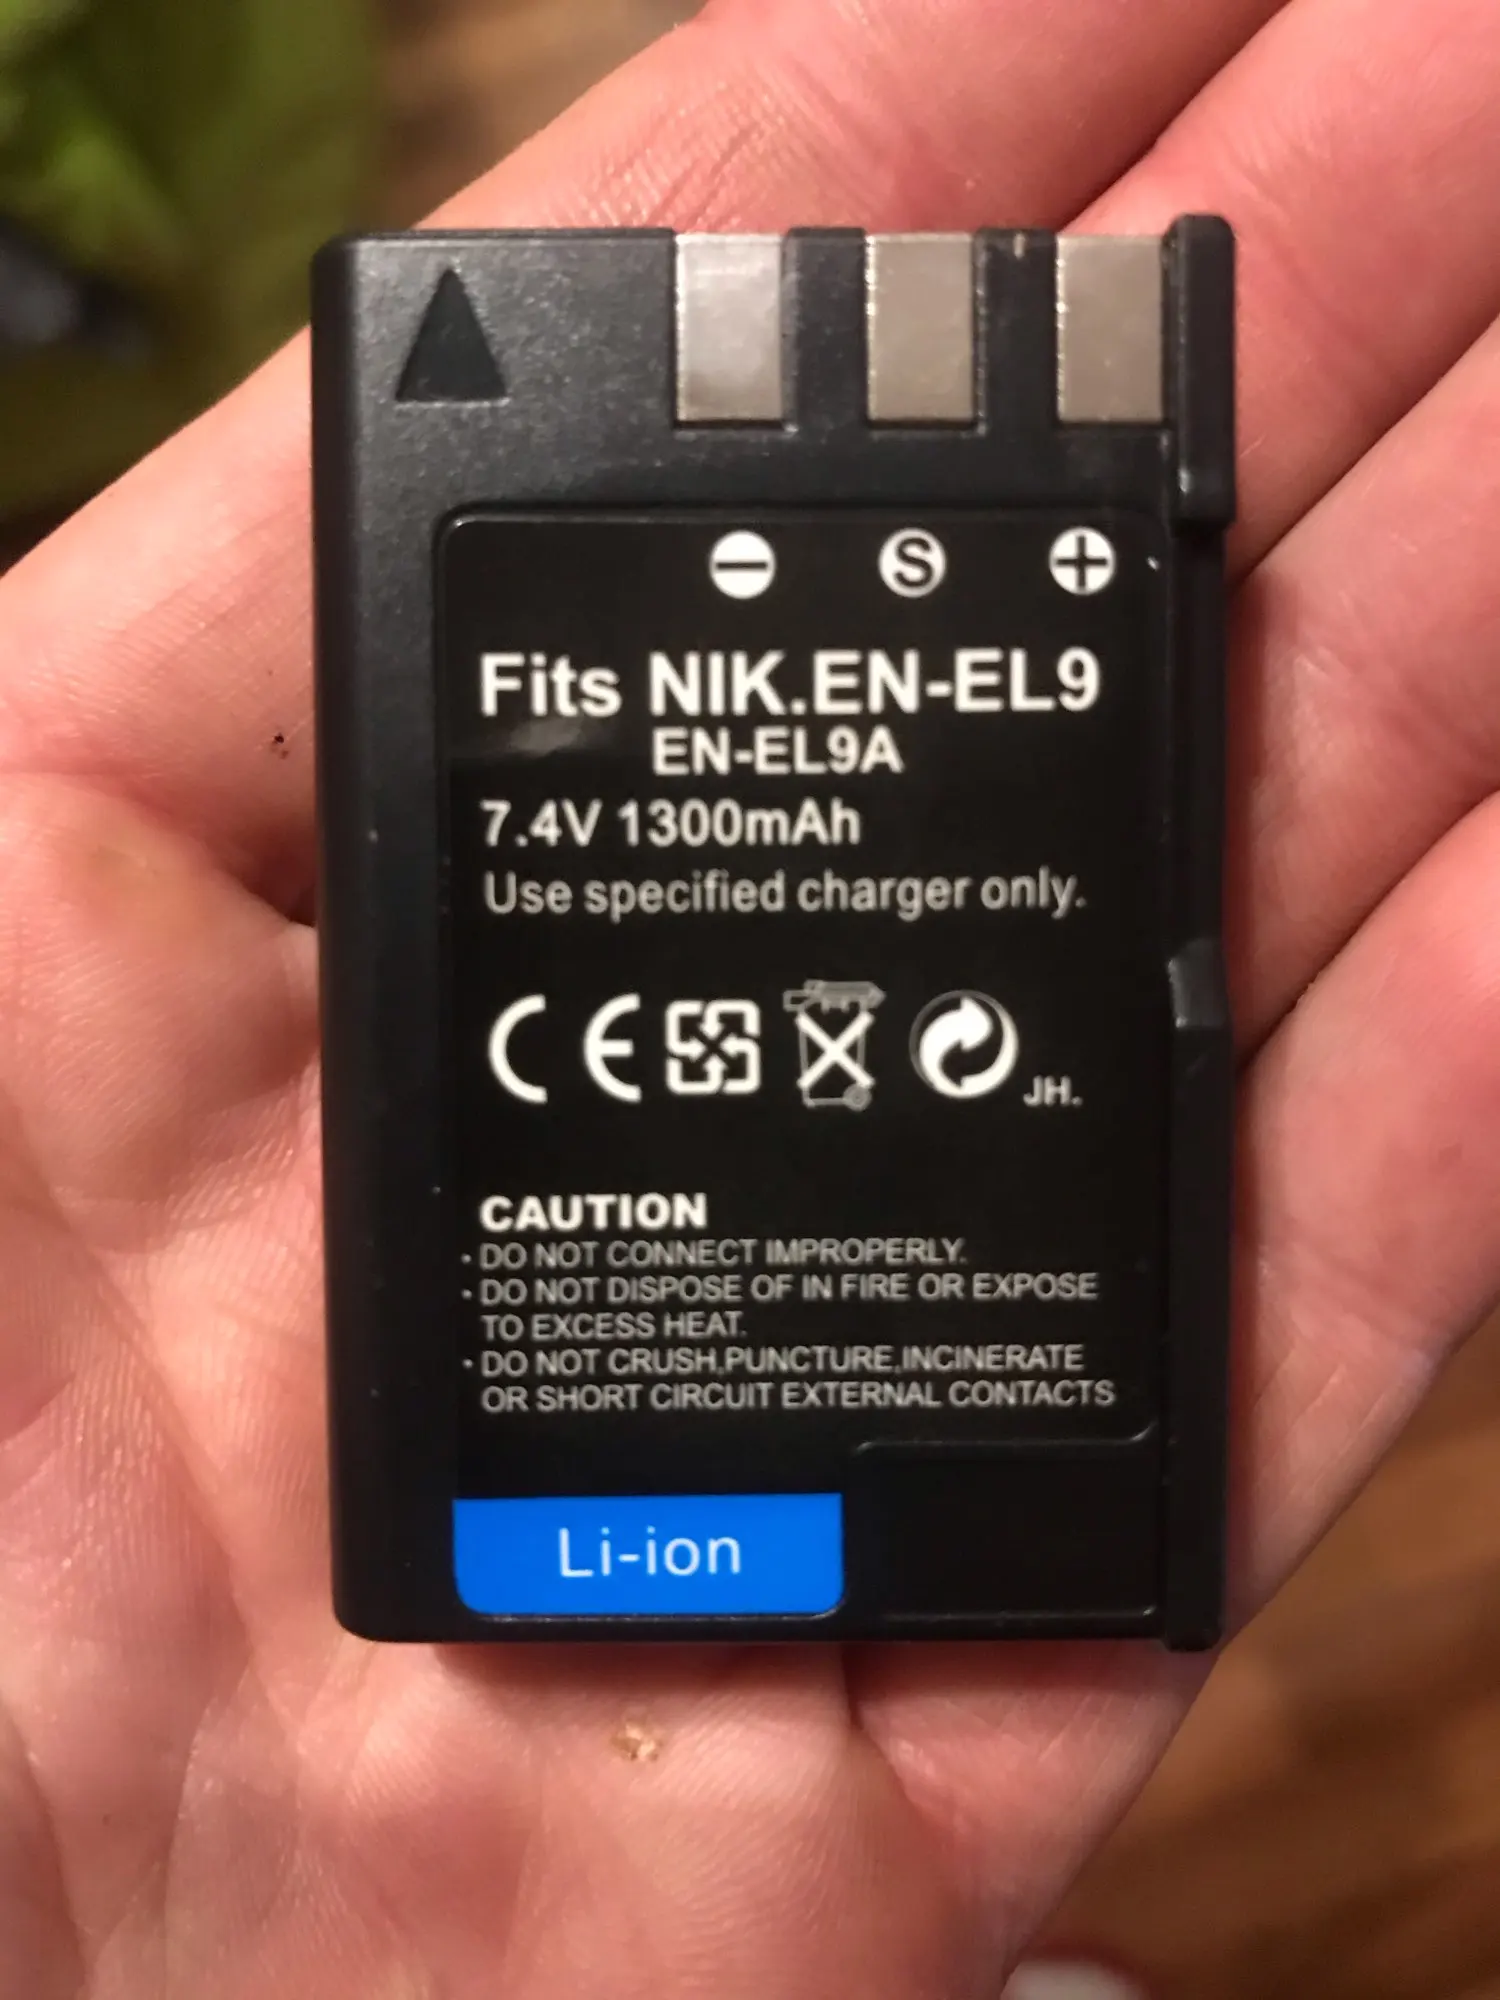 − S +
Fits NIK.EN-EL9
EN-EL9A
7.4V 1300mAh
Use specified charger only.
CE
JH.
CAUTION
· DO NOT CONNECT IMPROPERLY.
· DO NOT DISPOSE OF IN FIRE OR EXPOSE
TO EXCESS HEAT.
· DO NOT CRUSH,PUNCTURE,INCINERATE
OR SHORT CIRCUIT EXTERNAL CONTACTS
Li-ion